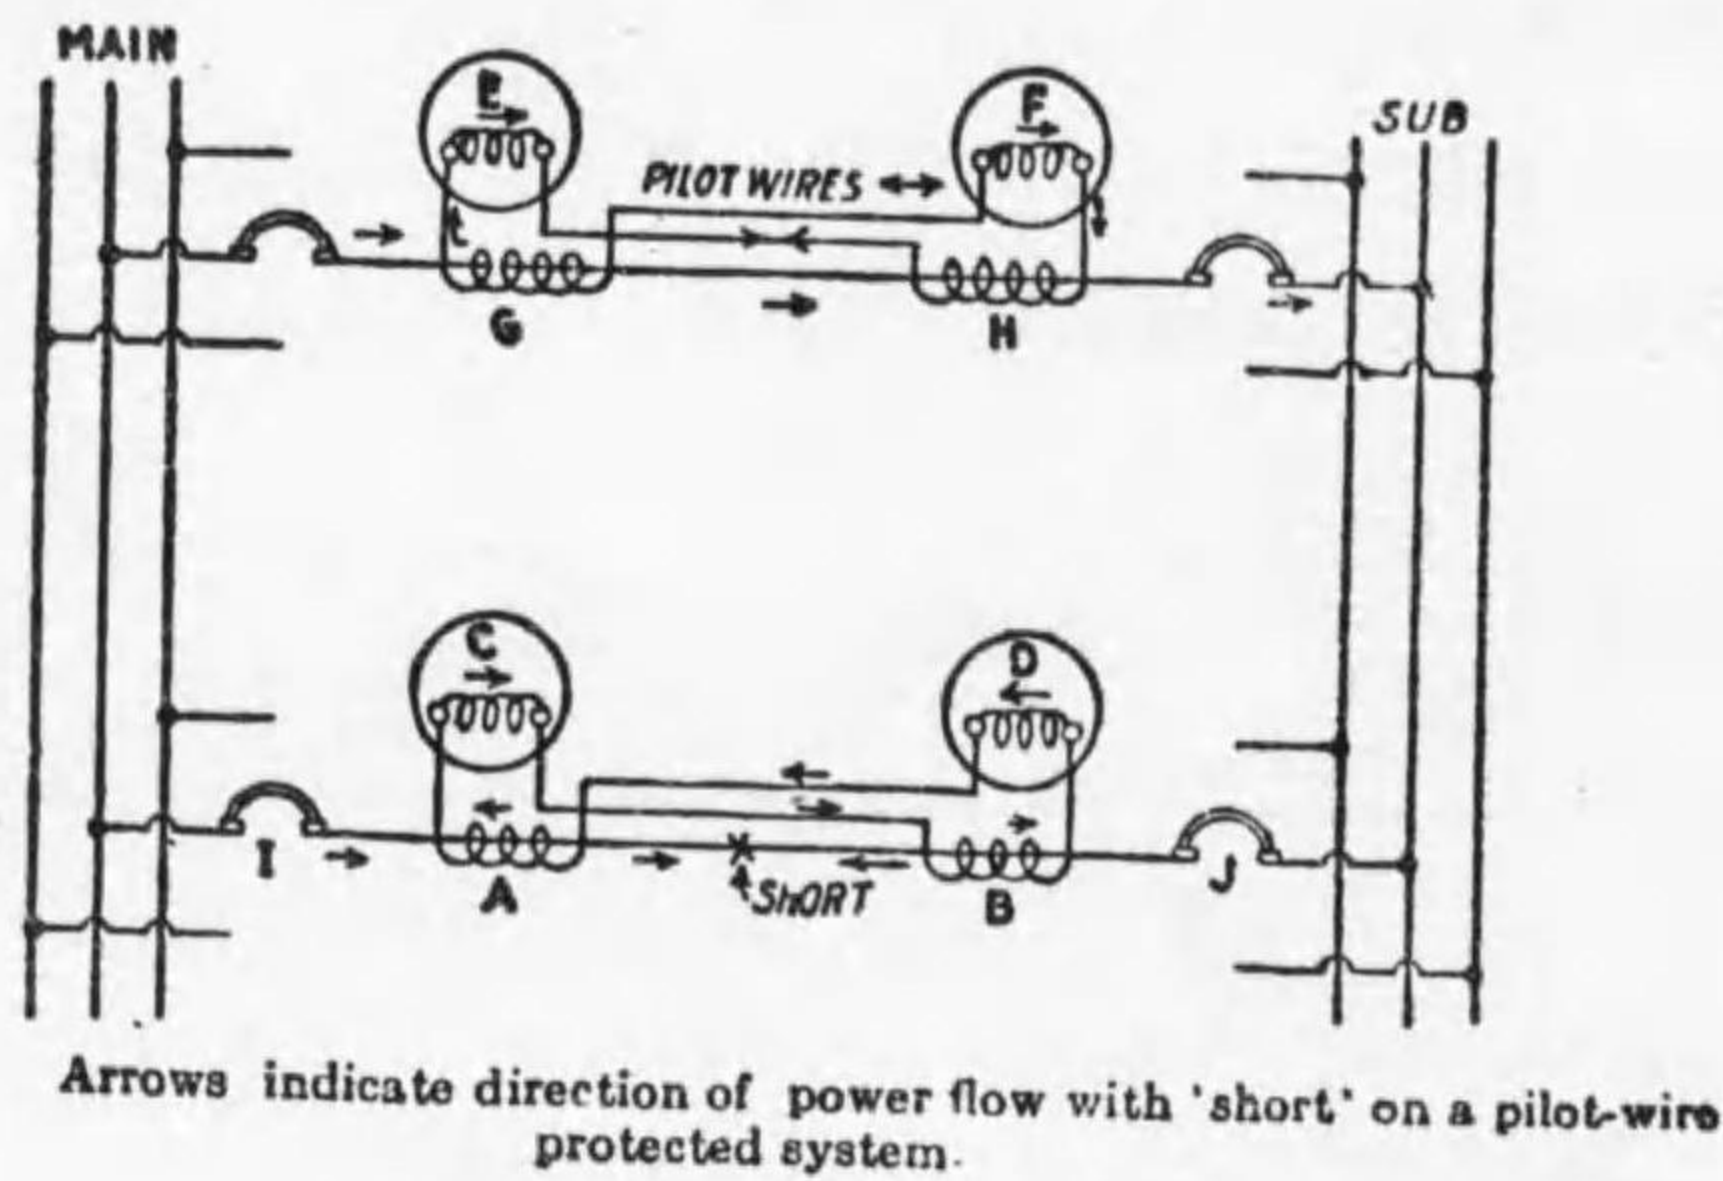 MAIN
SUB
E
F
PILOT WIRES
G
H
C
D
I
A
SHORT
B
J
Arrows indicate direction of power flow with 'short' on a pilot-wire
protected system.